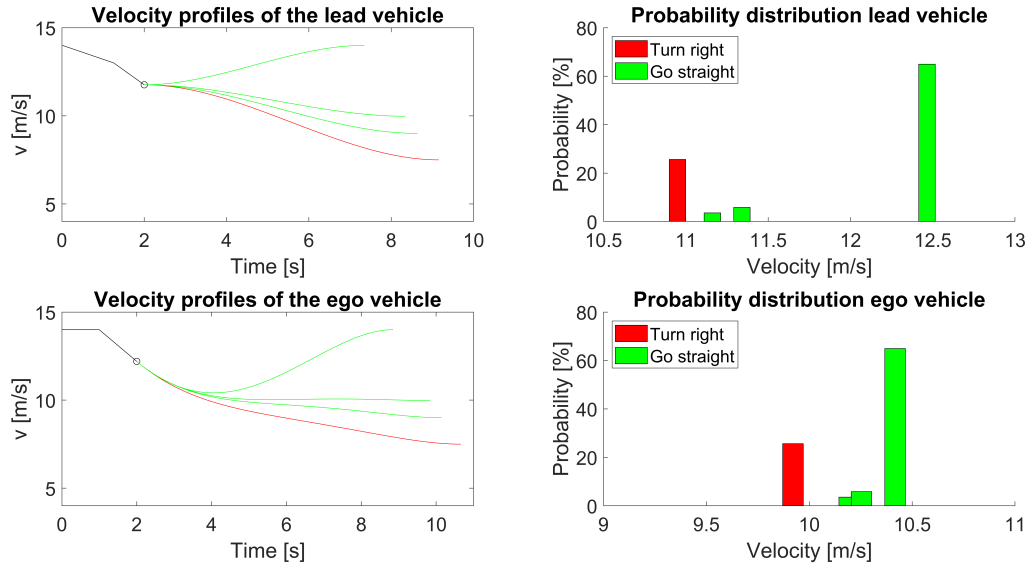 Velocity profiles of the lead vehicle
15
10
5
v [m/s]
0 2 4 6 8 10
Time [s]
Probability distribution lead vehicle
80
60
40
20
0
Probability [%]
Turn right
Go straight
10.5 11 11.5 12 12.5 13
Velocity [m/s]
Velocity profiles of the ego vehicle
15
10
5
v [m/s]
0 2 4 6 8 10
Time [s]
Probability distribution ego vehicle
80
60
40
20
0
Probability [%]
Turn right
Go straight
9 9.5 10 10.5 11
Velocity [m/s]